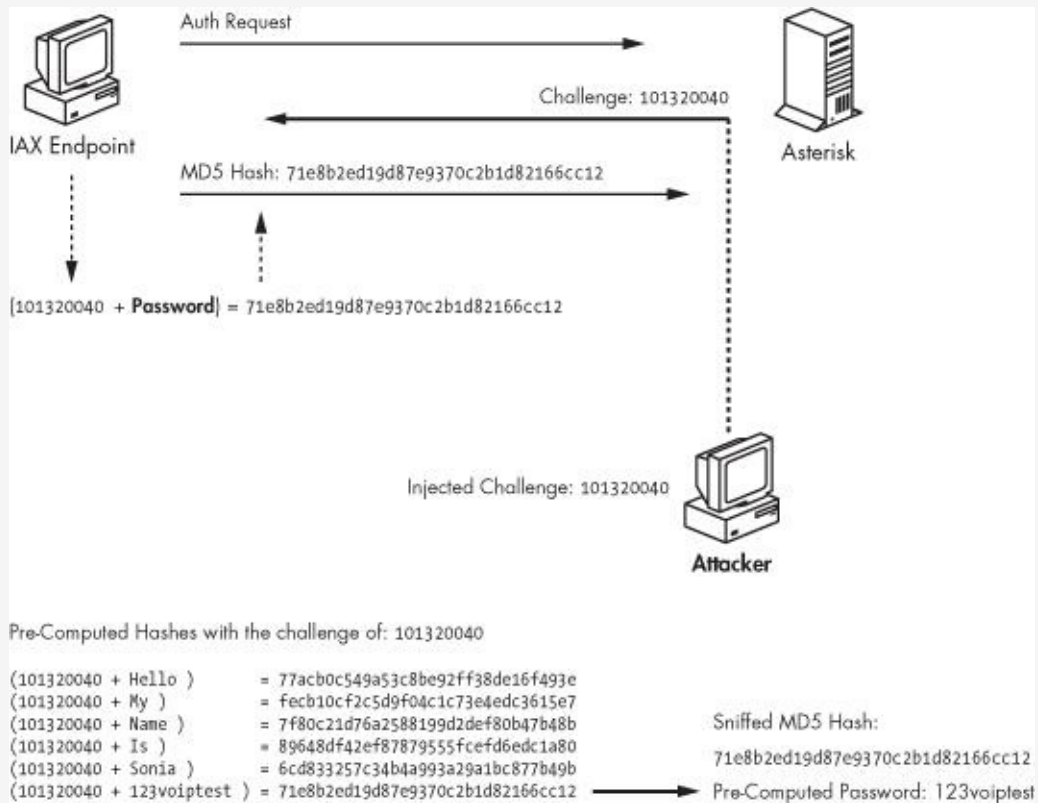 Auth Request
Challenge: 101320040
IAX Endpoint
Asterisk
MD5 Hash: 71e8b2ed19d87e9370c2b1d82166cc12
(101320040 + Password) = 71e8b2ed19d87e9370c2b1d82166cc12
Injected Challenge: 101320040
Attacker
Pre-Computed Hashes with the challenge of: 101320040
(101320040 + Hello ) = 77acb0c549a53c8be92ff38de16f493e
(101320040 + My ) = fecb10cf2c5d9f04c1c73e4edc3615e7
(101320040 + Name ) = 7f80c21d76a2588199d2def80b47b48b
(101320040 + Is ) = 89648df42ef87879555fcefd6edc1a80
(101320040 + Sonia ) = 6cd833257c34b4a993a29a1bc877b49b
(101320040 + 123voiptest ) = 71e8b2ed19d87e9370c2b1d82166cc12
Sniffed MD5 Hash:
71e8b2ed19d87e9370c2b1d82166cc12
Pre-Computed Password: 123voiptest